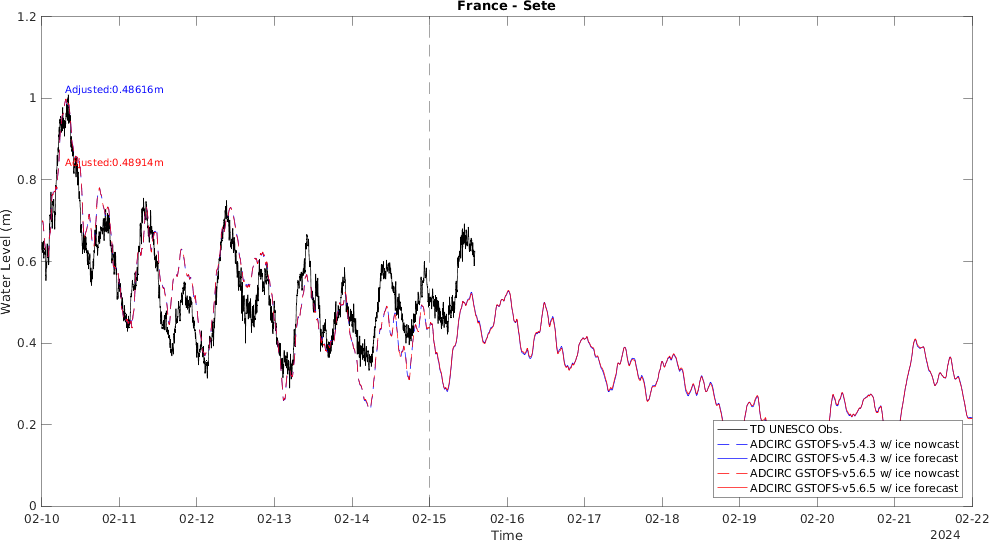 France - Sete
Water Level (m)
1.2
1
0.8
0.6
0.4
0.2
0
Adjusted:0.48616m
Adjusted:0.48914m
TD UNESCO Obs.
ADCIRC GSTOFS-v5.4.3 w/ ice nowcast
ADCIRC GSTOFS-v5.4.3 w/ ice forecast
ADCIRC GSTOFS-v5.6.5 w/ ice nowcast
ADCIRC GSTOFS-v5.6.5 w/ ice forecast
02-10 02-11 02-12 02-13 02-14 02-15 02-16 02-17 02-18 02-19 02-20 02-21 02-22
Time
2024